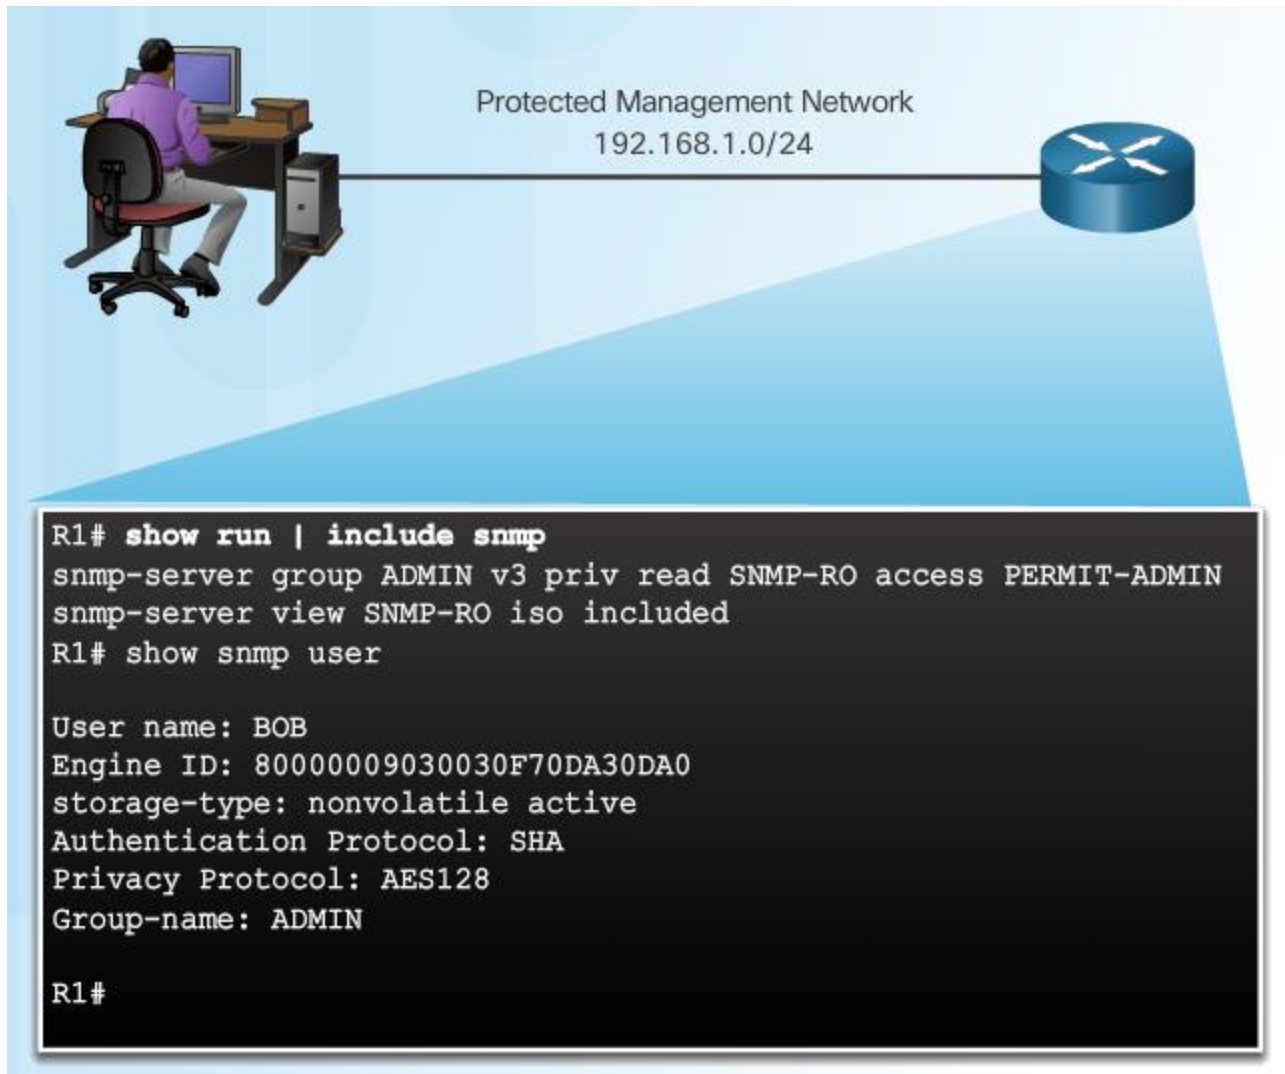 Protected Management Network
192.168.1.0/24
R1# show run | include snmp
snmp-server group ADMIN v3 priv read SNMP-RO access PERMIT-ADMIN
snmp-server view SNMP-RO iso included
R1# show snmp user
User name: BOB
Engine ID: 80000009030030F70DA30DA0
storage-type: nonvolatile active
Authentication Protocol: SHA
Privacy Protocol: AES128
Group-name: ADMIN
R1#